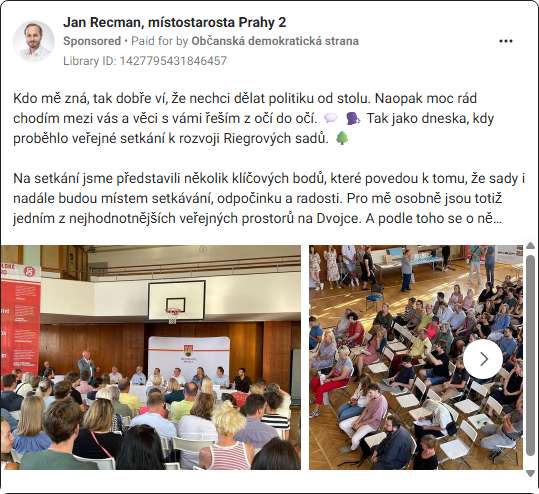 Jan Recman, místostarosta Prahy 2
Sponsored • Paid for by Občanská demokratická strana
Library ID: 1427795431846457
Kdo mě zná, tak dobře ví, že nechci dělat politiku od stolu. Naopak moc rád
chodím mezi vás a věci s vámi řeším z očí do očí. 💬 🗣️ Tak jako dneska, kdy
proběhlo veřejné setkání k rozvoji Riegrových sadů. 🌳
Na setkání jsme představili několik klíčových bodů, které povedou k tomu, že sady i
nadále budou místem setkávání, odpočinku a radosti. Pro mě osobně jsou totiž
jedním z nejhodnotnějších veřejných prostorů na Dvojce. A podle toho se o ně…